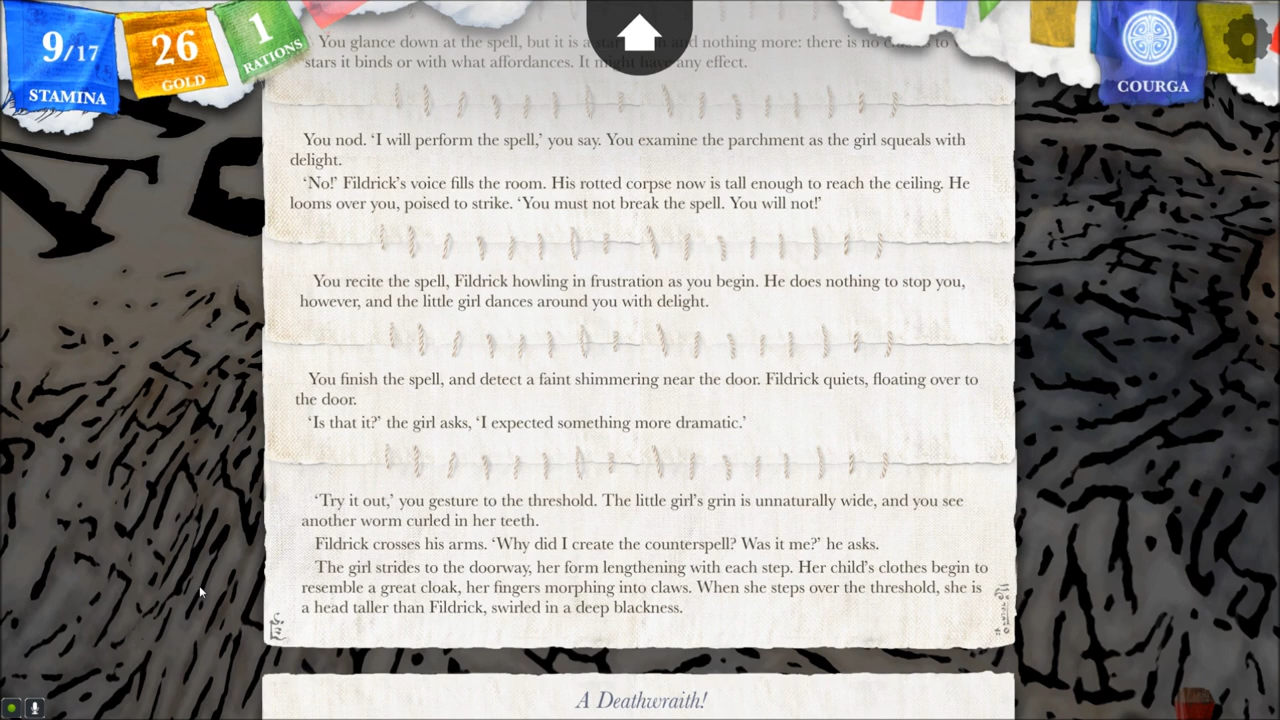 9/17
STAMINA
26
GOLD
1
RATIONS
COURGA
You glance down at the spell, but it is a nothing more: there is no to
stars it binds or with what affordances. It might have any effect.
You nod. ‘I will perform the spell,’ you say. You examine the parchment as the girl squeals with
delight.
‘No!’ Fildrick’s voice fills the room. His rotted corpse now is tall enough to reach the ceiling. He
looms over you, poised to strike. ‘You must not break the spell. You will not!’
You recite the spell, Fildrick howling in frustration as you begin. He does nothing to stop you,
however, and the little girl dances around you with delight.
You finish the spell, and detect a faint shimmering near the door. Fildrick quiets, floating over to
the door.
‘Is that it?’ the girl asks, ‘I expected something more dramatic.’
‘Try it out,’ you gesture to the threshold. The little girl’s grin is unnaturally wide, and you see
another worm curled in her teeth.
Fildrick crosses his arms. ‘Why did I create the counterspell? Was it me?’ he asks.
The girl strides to the doorway, her form lengthening with each step. Her child’s clothes begin to
resemble a great cloak, her fingers morphing into claws. When she steps over the threshold, she is
a head taller than Fildrick, swirled in a deep blackness.
A Deathwraith!